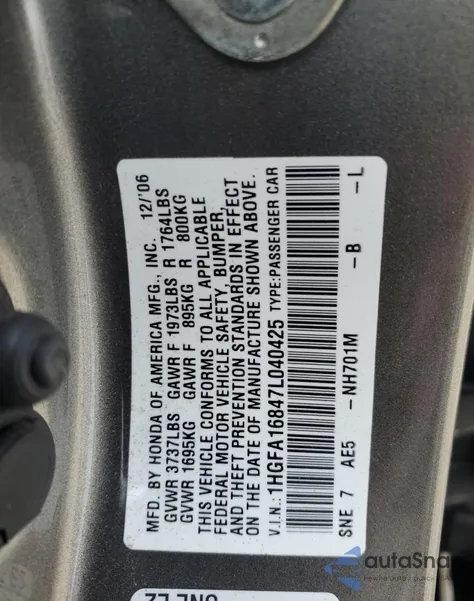 MFD. BY HONDA OF AMERICA MFG., INC. 12/'06
GVWR 3737LBS GAWR F 1973LBS R 1764LBS
GVWR 1695KG GAWR F 895KG R 800KG
THIS VEHICLE CONFORMS TO ALL APPLICABLE
FEDERAL MOTOR VEHICLE SAFETY, BUMPER,
AND THEFT PREVENTION STANDARDS IN EFFECT
ON THE DATE OF MANUFACTURE SHOWN ABOVE.
V.I.N.: 1HGFA16847L040425 TYPE:PASSENGER CAR
SNE 7 AE5 -NH701M -B -L
autaSna